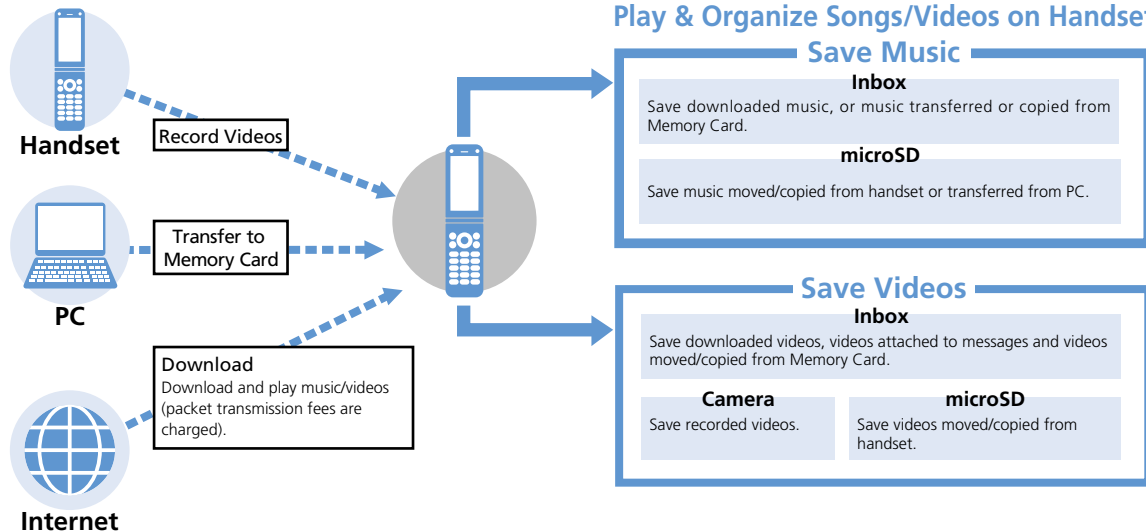 Handset
Record Videos
PC
Transfer to
Memory Card
Internet
Download
Download and play music/videos
(packet transmission fees are
charged).
Play & Organize Songs/Videos on Handset
Save Music
Inbox
Save downloaded music, or music transferred or copied from
Memory Card.
microSD
Save music moved/copied from handset or transferred from PC.
Save Videos
Inbox
Save downloaded videos, videos attached to messages and videos
moved/copied from Memory Card.
Camera
Save recorded videos.
microSD
Save videos moved/copied from
handset.